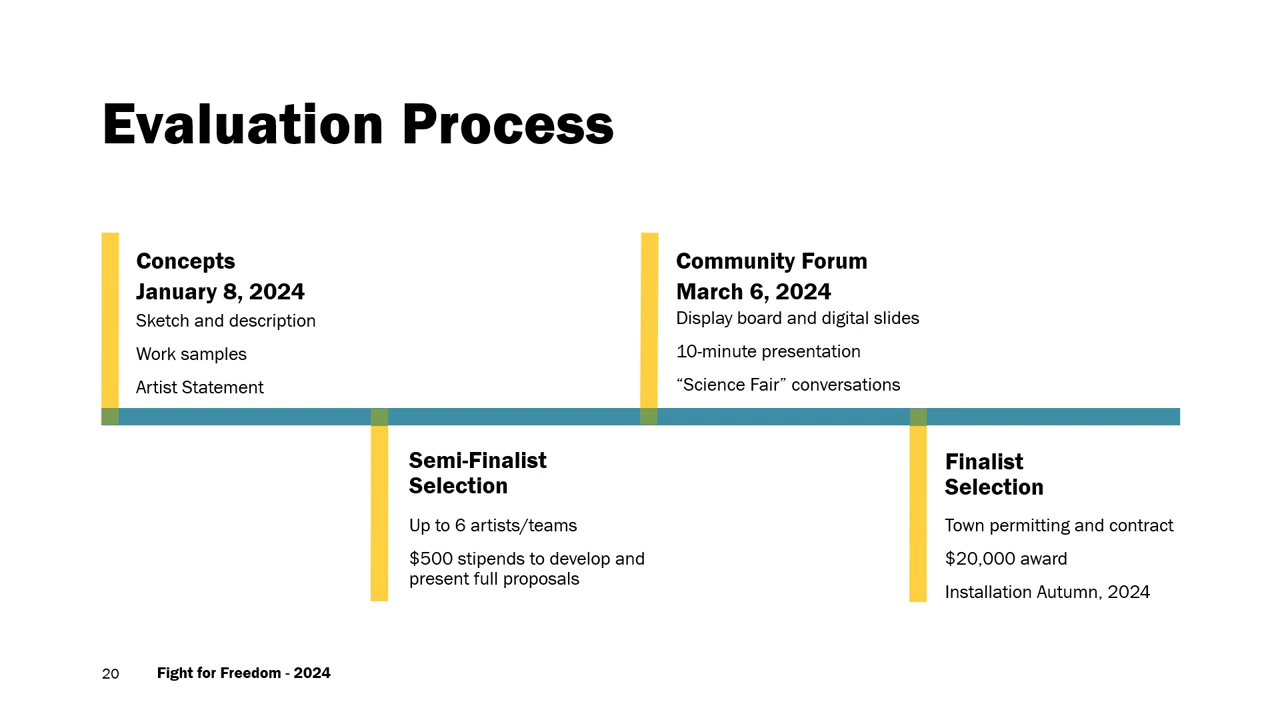 Evaluation Process
Concepts
January 8, 2024
Sketch and description
Work samples
Artist Statement
Semi-Finalist
Selection
Up to 6 artists/teams
$500 stipends to develop and
present full proposals
Community Forum
March 6, 2024
Display board and digital slides
10-minute presentation
“Science Fair” conversations
Finalist
Selection
Town permitting and contract
$20,000 award
Installation Autumn, 2024
20
Fight for Freedom - 2024